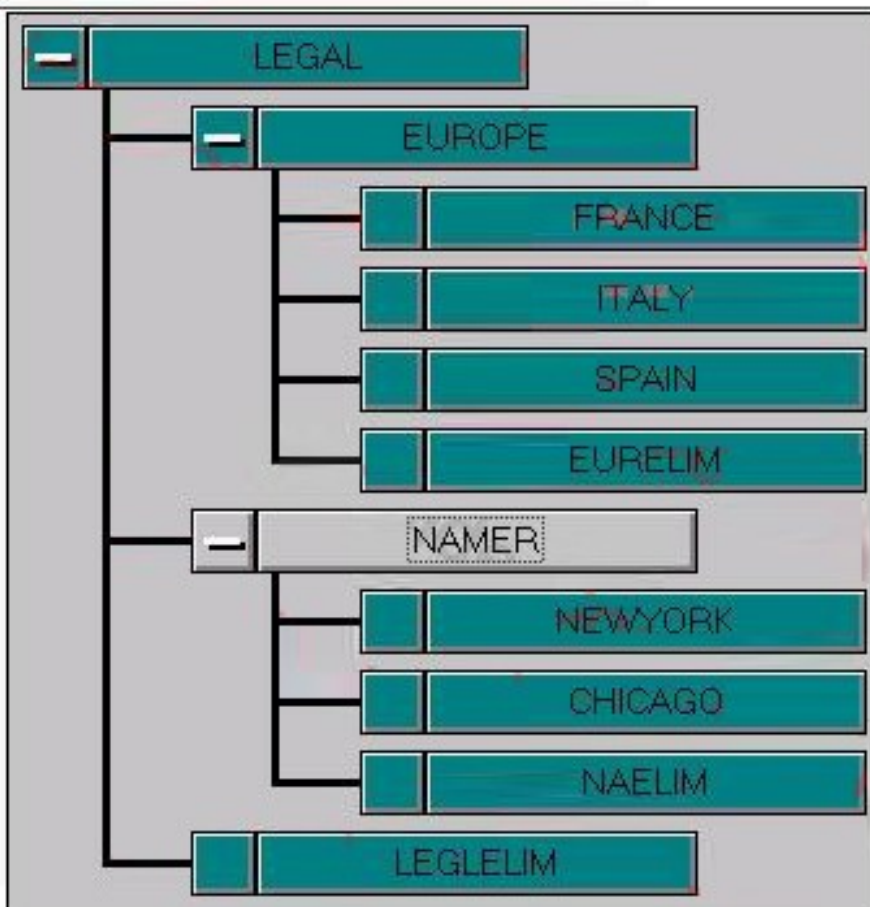 LEGAL
EUROPE
FRANCE
ITALY
SPAIN
EURELIM
NAMER
NEWYORK
CHICAGO
NAELIM
LEGLELIM